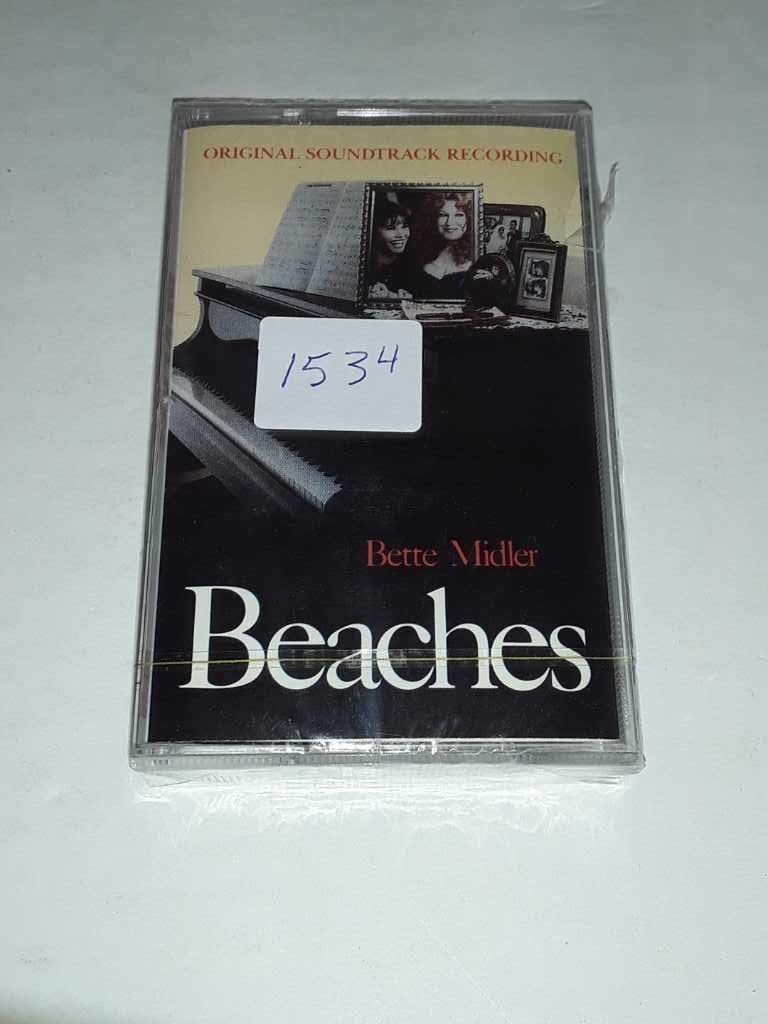 ORIGINAL SOUNDTRACK RECORDING
1534
Bette Midler
Beaches